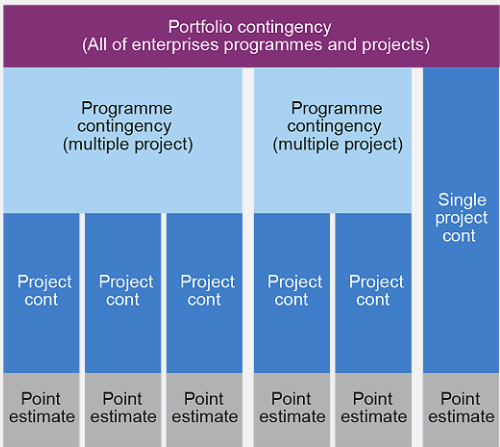 Portfolio contingency
(All of enterprises programmes and projects)
Programme
contingency
(multiple project)
Programme
contingency
(multiple project)
Single
project
cont
Project
cont
Project
cont
Project
cont
Project
cont
Project
cont
Point
estimate
Point
estimate
Point
estimate
Point
estimate
Point
estimate
Point
estimate